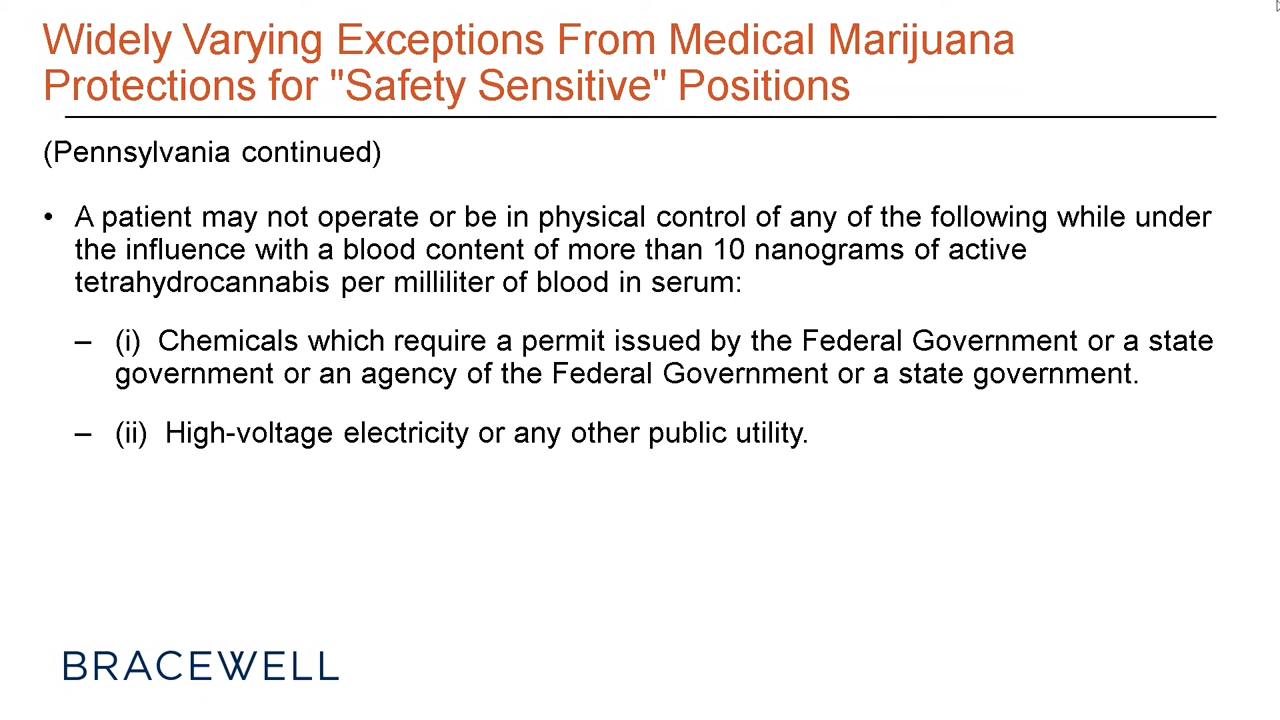 Widely Varying Exceptions From Medical Marijuana
Protections for "Safety Sensitive" Positions
(Pennsylvania continued)
• A patient may not operate or be in physical control of any of the following while under
the influence with a blood content of more than 10 nanograms of active
tetrahydrocannabis per milliliter of blood in serum:
– (i) Chemicals which require a permit issued by the Federal Government or a state
government or an agency of the Federal Government or a state government.
– (ii) High-voltage electricity or any other public utility.
BRACEWELL